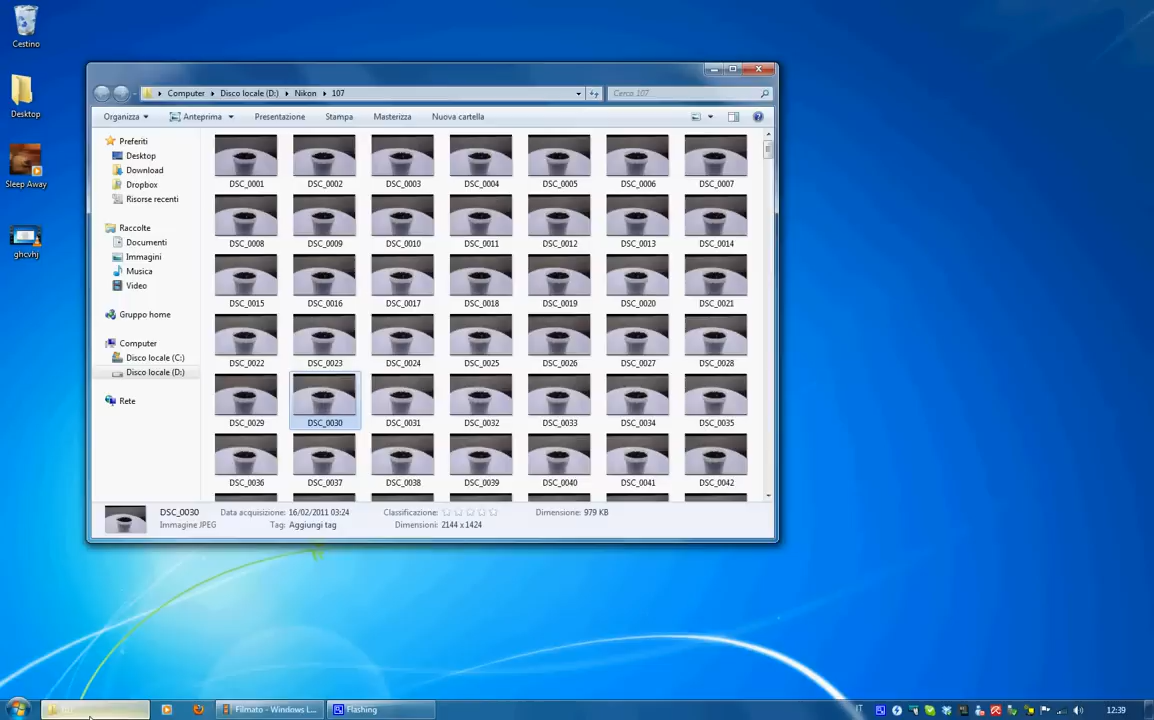 Cestino
Desktop
Sleep Away
ghcvhj
Computer Disco locale (D:) Nikon 107
Cerca 107
Organizza Anteprima Presentazione Stampa Masterizza Nuova cartella
Preferiti
Desktop
Download
Dropbox
Risorse recenti
Raccolte
Documenti
Immagini
Musica
Video
Gruppo home
Computer
Disco locale (C:)
Disco locale (D:)
Rete
DSC_0001 DSC_0002 DSC_0003 DSC_0004 DSC_0005 DSC_0006 DSC_0007
DSC_0008 DSC_0009 DSC_0010 DSC_0011 DSC_0012 DSC_0013 DSC_0014
DSC_0015 DSC_0016 DSC_0017 DSC_0018 DSC_0019 DSC_0020 DSC_0021
DSC_0022 DSC_0023 DSC_0024 DSC_0025 DSC_0026 DSC_0027 DSC_0028
DSC_0029 DSC_0030 DSC_0031 DSC_0032 DSC_0033 DSC_0034 DSC_0035
DSC_0036 DSC_0037 DSC_0038 DSC_0039 DSC_0040 DSC_0041 DSC_0042
DSC_0030 Data acquisizione: 16/02/2011 03:24 Classificazione: Dimensione: 979 KB
Immagine JPEG Tag: Aggiungi tag Dimensioni: 2144 x 1424
Filmato - Windows L... Flashing IT 12:39